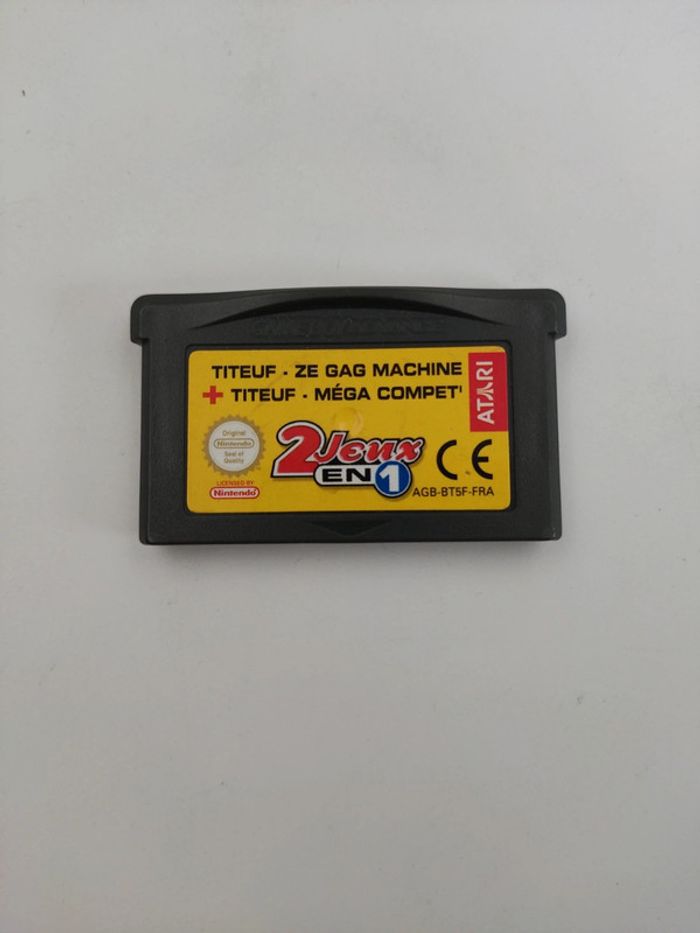 GAME BOY ADVANCE
TITEUF - ZE GAG MACHINE
+ TITEUF - MÉGA COMPET'
ATARI
Original
Nintendo
Seal of
Quality
LICENSED BY
Nintendo
2 Jeux
EN 1
CE
AGB-BT5F-FRA